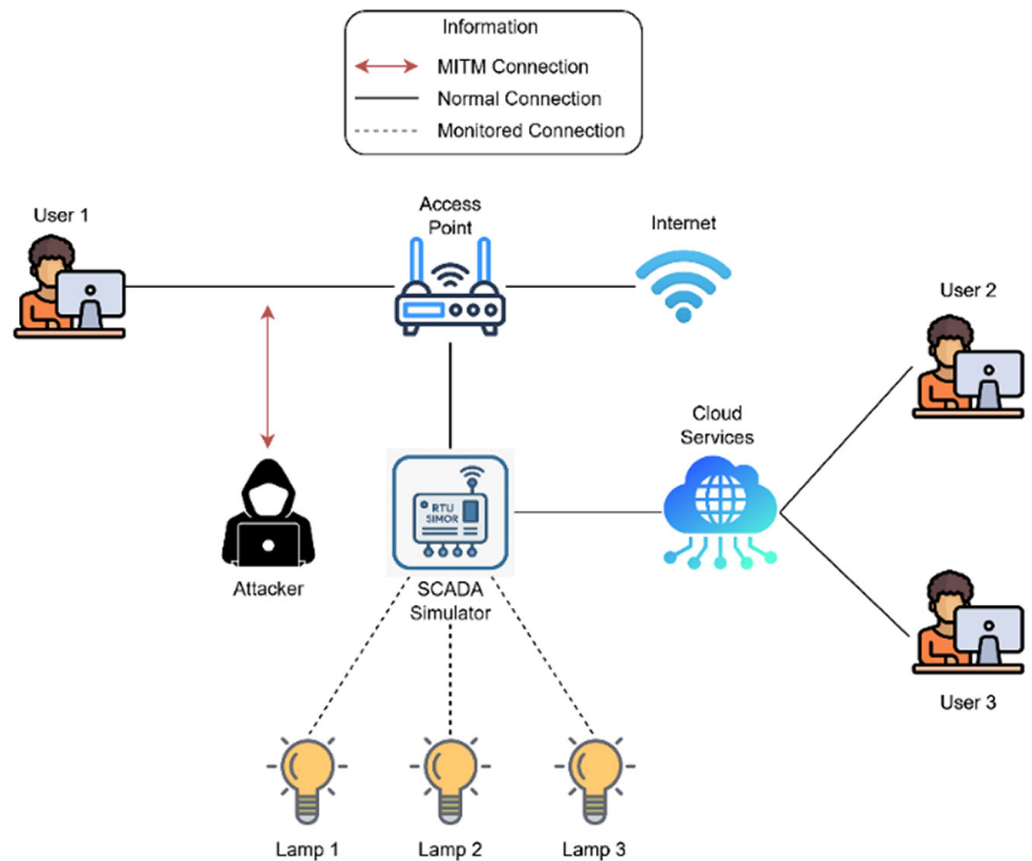 Information
MITM Connection
Normal Connection
Monitored Connection
User 1
Access
Point
Internet
User 2
Cloud
Services
RTU
SIMOR
Attacker
SCADA
Simulator
User 3
Lamp 1
Lamp 2
Lamp 3